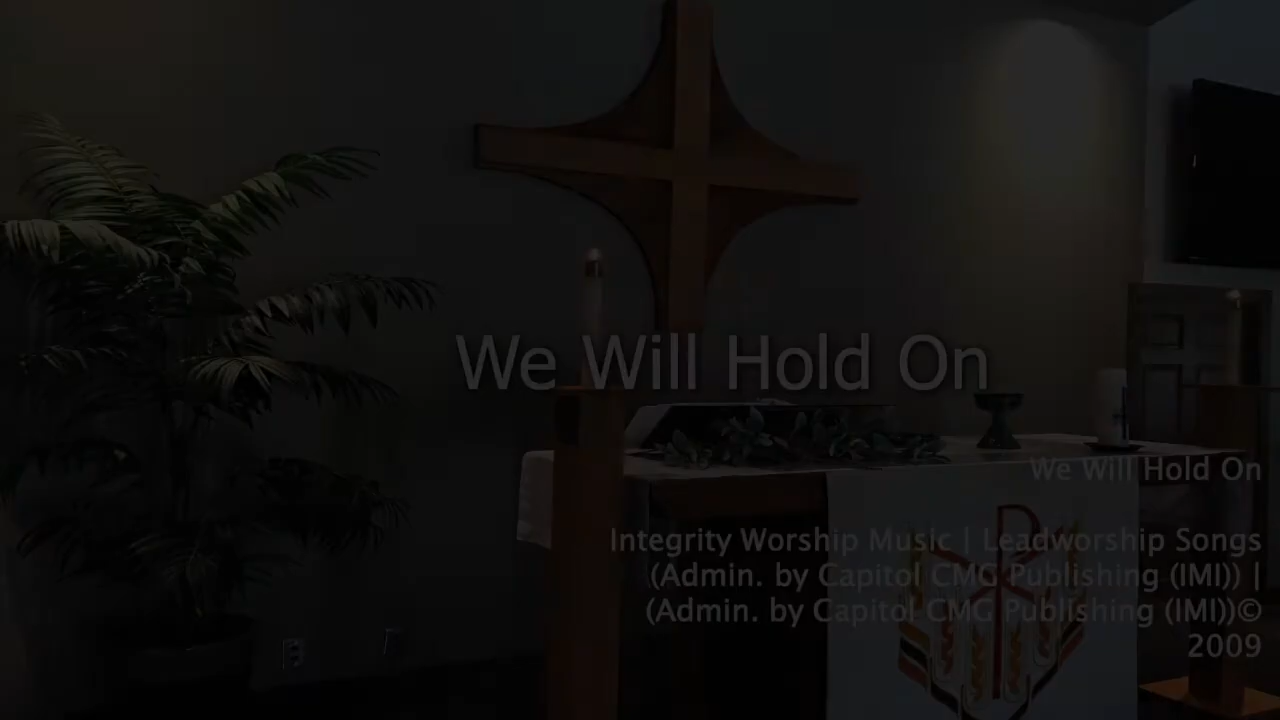 We Will Hold On
We Will Hold On
Integrity Worship Music | Leadworship Songs
(Admin. by Capitol CMG Publishing (IMI)) |
(Admin. by Capitol CMG Publishing (IMI))©
2009